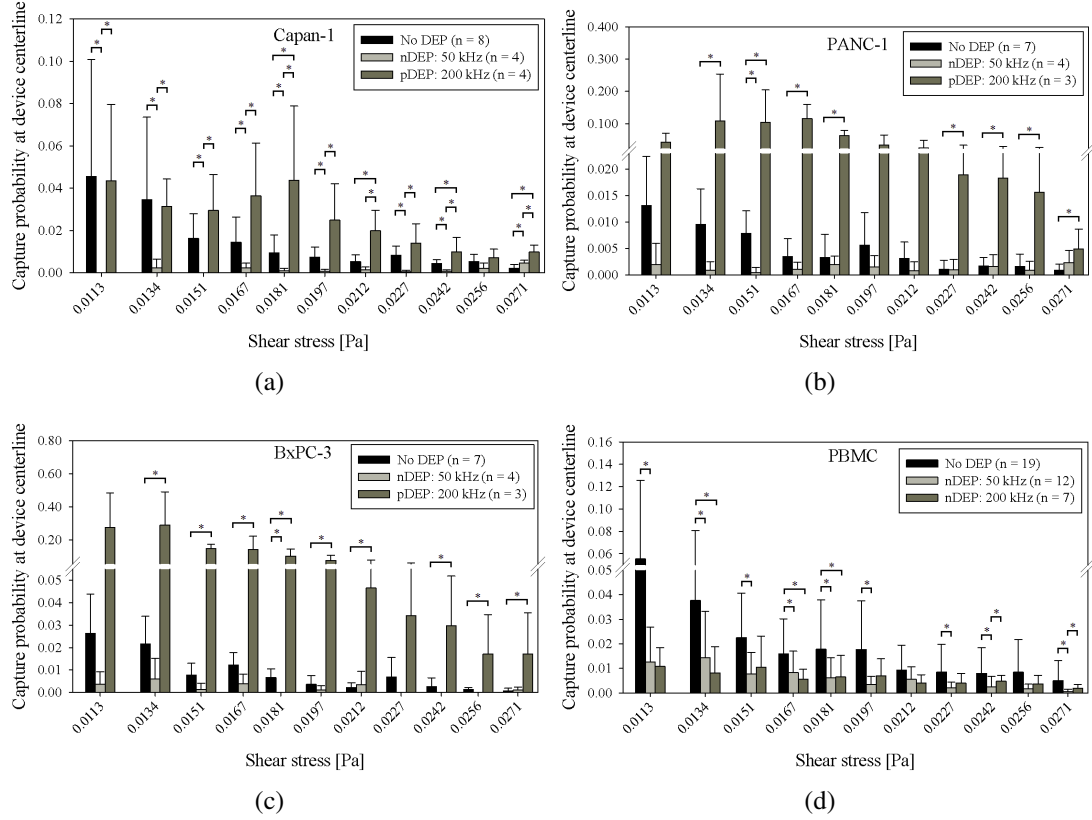 Capan-1
No DEP (n = 8)
nDEP: 50 kHz (n = 4)
pDEP: 200 kHz (n = 4)
Capture probability at device centerline
0.12
0.10
0.08
0.06
0.04
0.02
0.00
* * * * * * * * * * * * * * * * * * * * * * * *
0.0113 0.0134 0.0151 0.0167 0.0181 0.0197 0.0212 0.0227 0.0242 0.0256 0.0271
Shear stress [Pa]
(a)
PANC-1
No DEP (n = 7)
nDEP: 50 kHz (n = 4)
pDEP: 200 kHz (n = 3)
Capture probability at device centerline
0.400
0.300
0.200
0.100
0.020
0.015
0.010
0.005
0.000
* * * * * * * * *
0.0113 0.0134 0.0151 0.0167 0.0181 0.0197 0.0212 0.0227 0.0242 0.0256 0.0271
Shear stress [Pa]
(b)
BxPC-3
No DEP (n = 7)
nDEP: 50 kHz (n = 4)
pDEP: 200 kHz (n = 3)
Capture probability at device centerline
0.80
0.60
0.40
0.20
0.05
0.04
0.03
0.02
0.01
0.00
* * * * * * * * * *
0.0113 0.0134 0.0151 0.0167 0.0181 0.0197 0.0212 0.0227 0.0242 0.0256 0.0271
Shear stress [Pa]
(c)
PBMC
No DEP (n = 19)
nDEP: 50 kHz (n = 12)
nDEP: 200 kHz (n = 7)
Capture probability at device centerline
0.16
0.14
0.12
0.10
0.08
0.06
0.04
0.05
0.04
0.03
0.02
0.01
0.00
* * * * * * * * * * * * * *
0.0113 0.0134 0.0151 0.0167 0.0181 0.0197 0.0212 0.0227 0.0242 0.0256 0.0271
Shear stress [Pa]
(d)